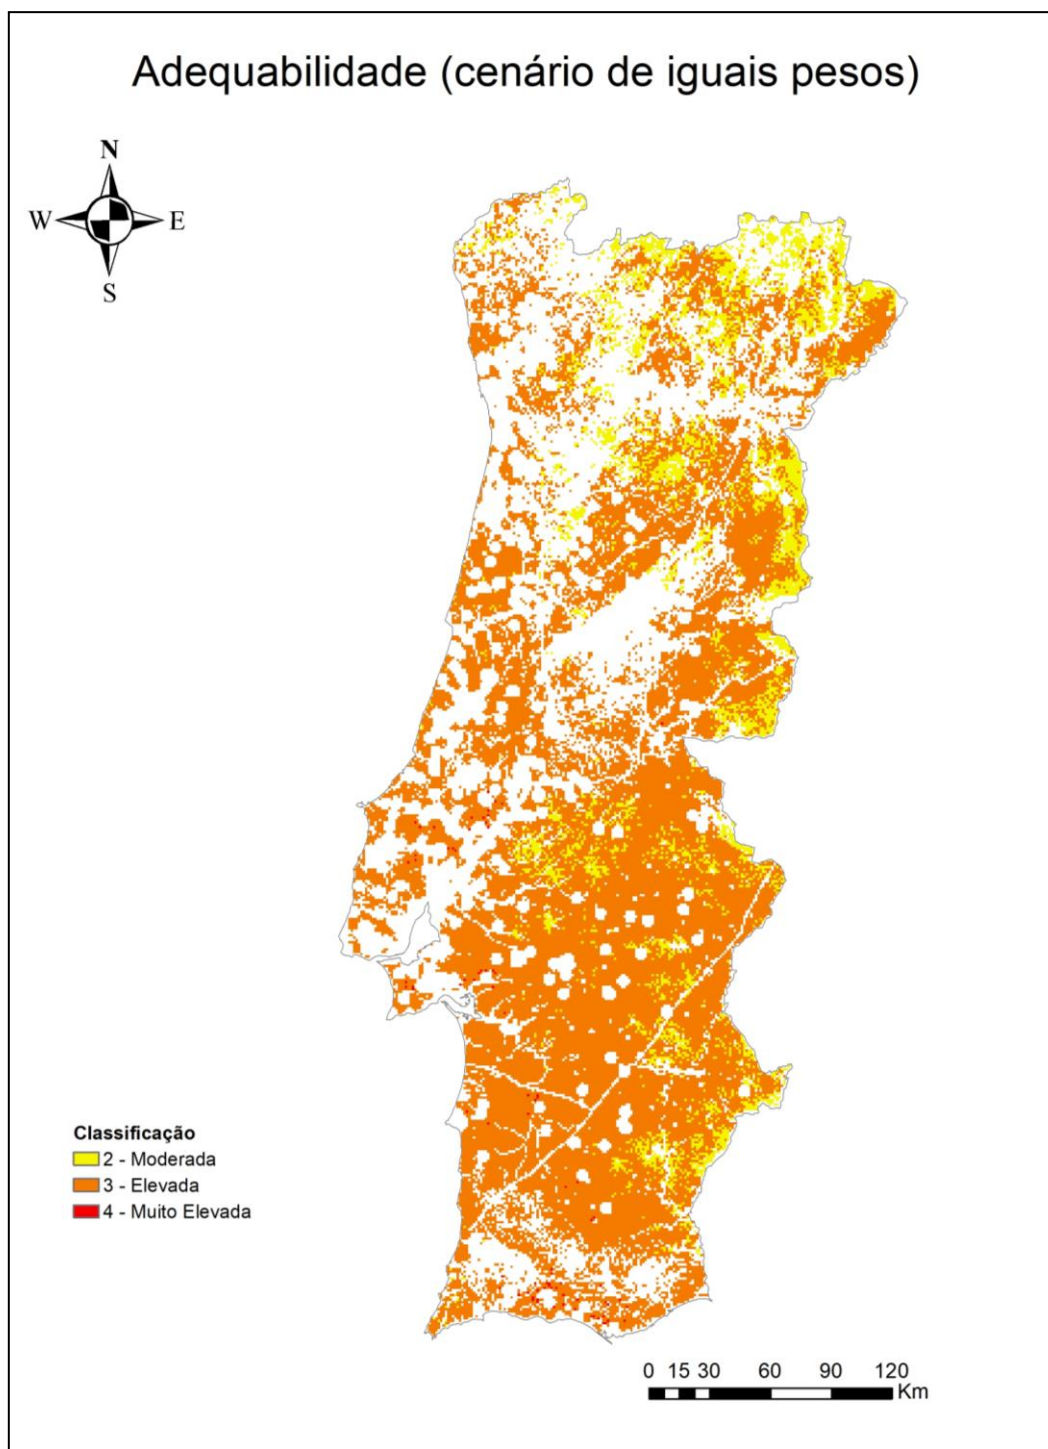 Adequabilidade (cenário de iguais pesos)
N
W E
S
Classificação
2 - Moderada
3 - Elevada
4 - Muito Elevada
0 15 30 60 90 120
Km